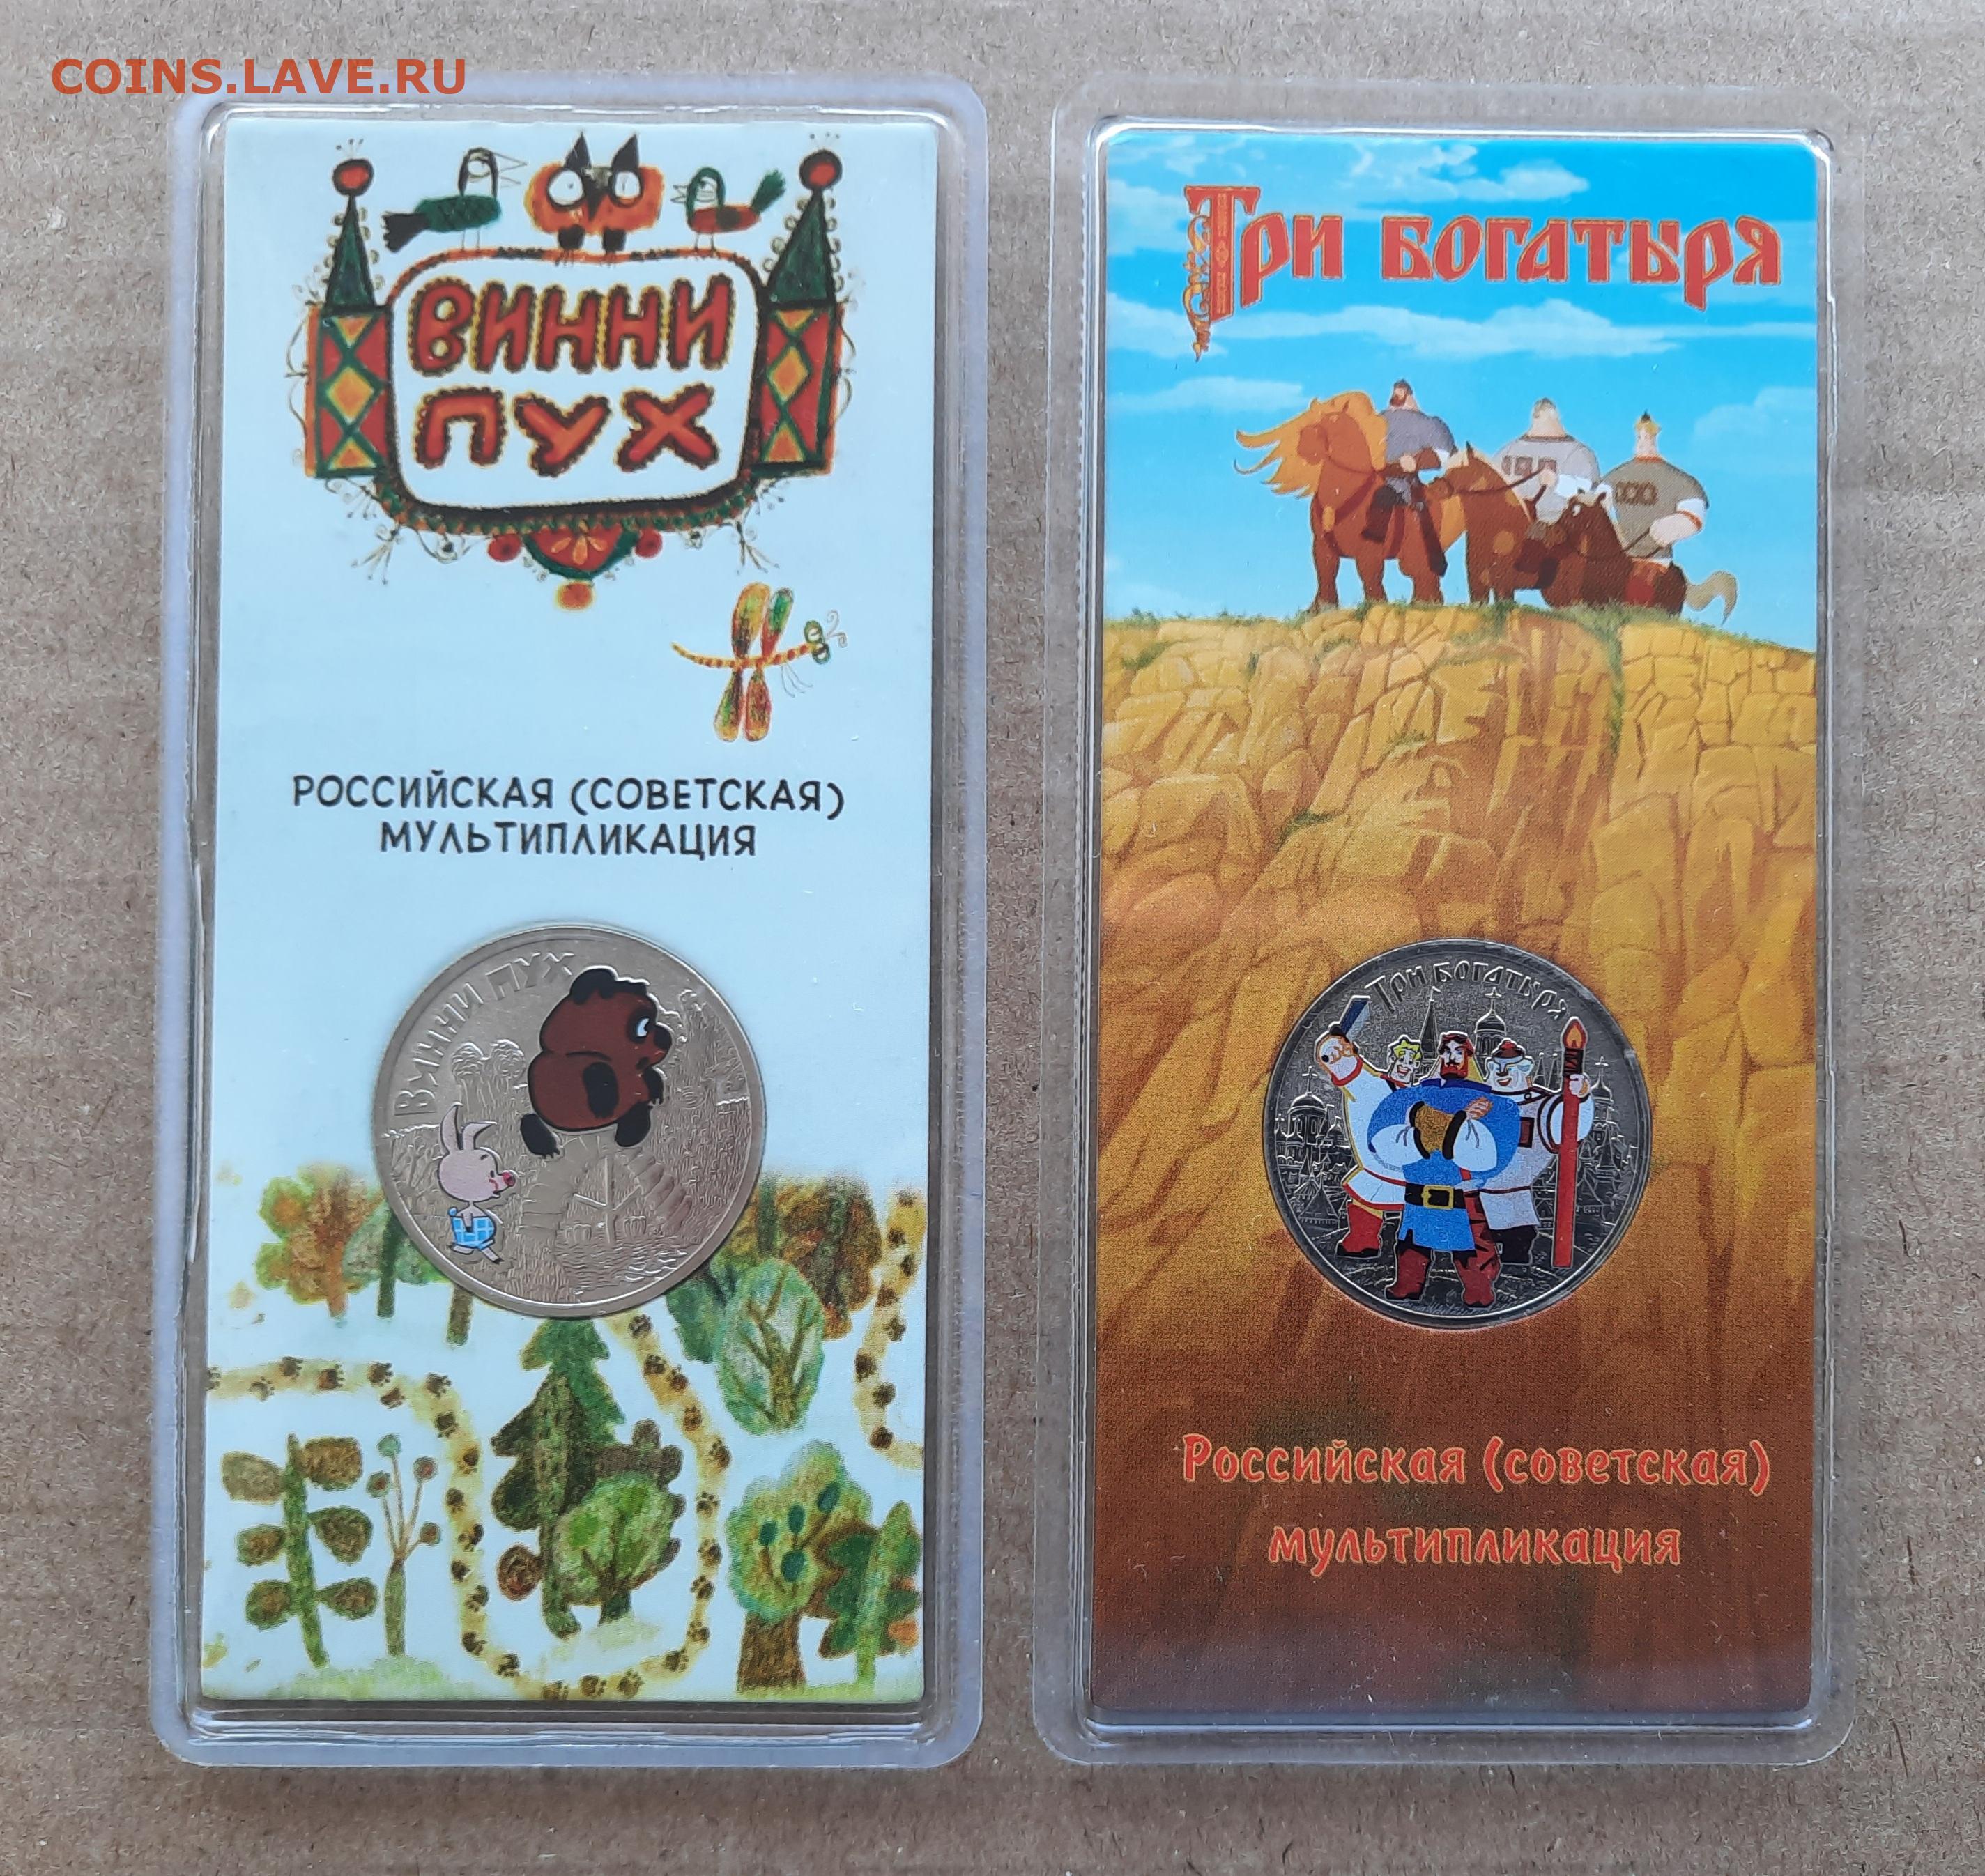 COINS.LAVE.RU
ВИННИ
ПУХ
РОССИЙСКАЯ (СОВЕТСКАЯ)
МУЛЬТИПЛИКАЦИЯ
ВИННИ ПУХ
Три богатыря
Три богатыря
Российская (советская)
мультипликация